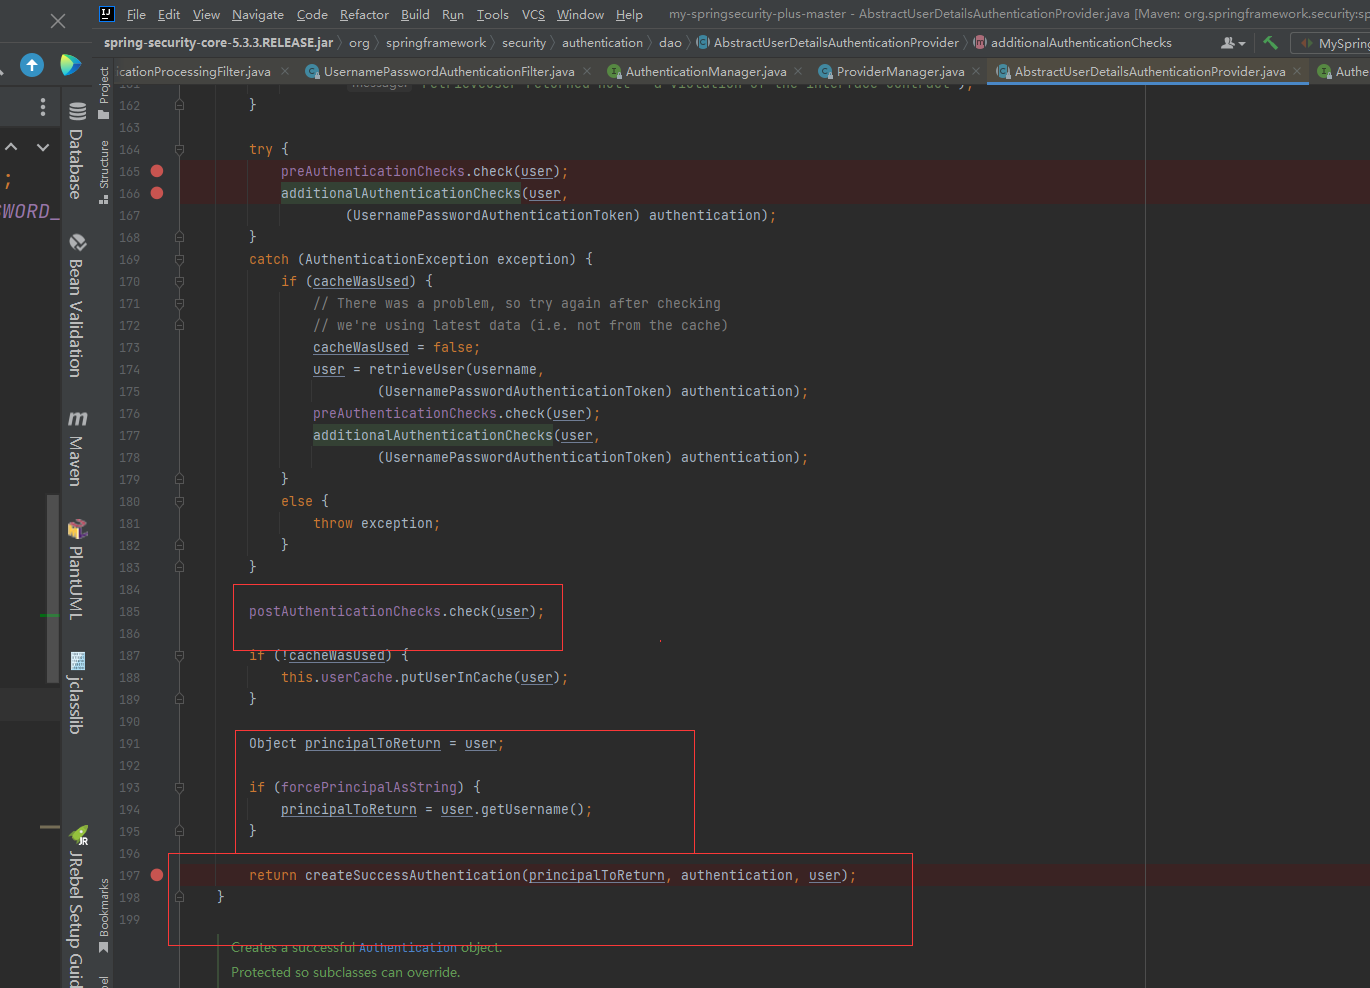 File Edit View Navigate Code Refactor Build Run Tools VCS Window Help my-springsecurity-plus-master - AbstractUserDetailsAuthenticationProvider.java [Maven: org.springframework.security:sp
spring-security-core-5.3.3.RELEASE.jar org springframework security authentication dao AbstractUserDetailsAuthenticationProvider additionalAuthenticationChecks MySpring
icationProcessingFilter.java UsernamePasswordAuthenticationFilter.java AuthenticationManager.java ProviderManager.java AbstractUserDetailsAuthenticationProvider.java Authe
Project
Structure
Bookmarks
Database
Bean Validation
Maven
PlantUML
jclasslib
JRebel Setup Guid
;
SWORD_
162 }
163
164 try {
165 preAuthenticationChecks.check(user);
166 additionalAuthenticationChecks(user,
167 (UsernamePasswordAuthenticationToken) authentication);
168 }
169 catch (AuthenticationException exception) {
170 if (cacheWasUsed) {
171 // There was a problem, so try again after checking
172 // we're using latest data (i.e. not from the cache)
173 cacheWasUsed = false;
174 user = retrieveUser(username,
175 (UsernamePasswordAuthenticationToken) authentication);
176 preAuthenticationChecks.check(user);
177 additionalAuthenticationChecks(user,
178 (UsernamePasswordAuthenticationToken) authentication);
179 }
180 else {
181 throw exception;
182 }
183 }
184
185 postAuthenticationChecks.check(user);
186
187 if (!cacheWasUsed) {
188 this.userCache.putUserInCache(user);
189 }
190
191 Object principalToReturn = user;
192
193 if (forcePrincipalAsString) {
194 principalToReturn = user.getUsername();
195 }
196
197 return createSuccessAuthentication(principalToReturn, authentication, user);
198 }
199
Creates a successful Authentication object.
Protected so subclasses can override.